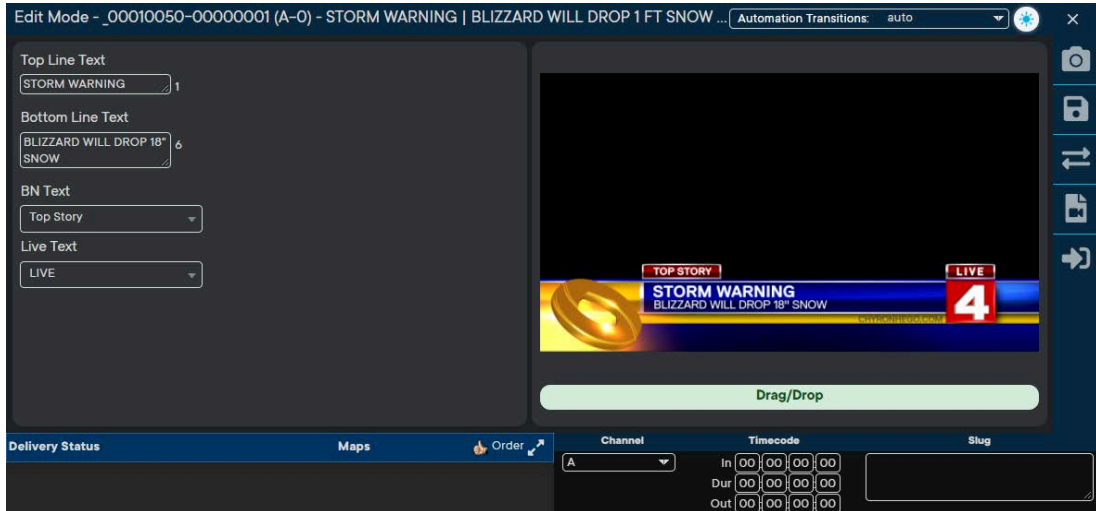 Edit Mode - _00010050-00000001 (A-0) - STORM WARNING | BLIZZARD WILL DROP 1 FT SNOW ...
Automation Transitions: auto
Top Line Text
STORM WARNING
1
Bottom Line Text
BLIZZARD WILL DROP 18"
SNOW
6
BN Text
Top Story
Live Text
LIVE
TOP STORY
LIVE
STORM WARNING
BLIZZARD WILL DROP 18" SNOW
4
CHYRONHEGO.COM
Drag/Drop
Delivery Status Maps Order
Channel Timecode Slug
A
In 00:00:00:00
Dur 00:00:00:00
Out 00:00:00:00